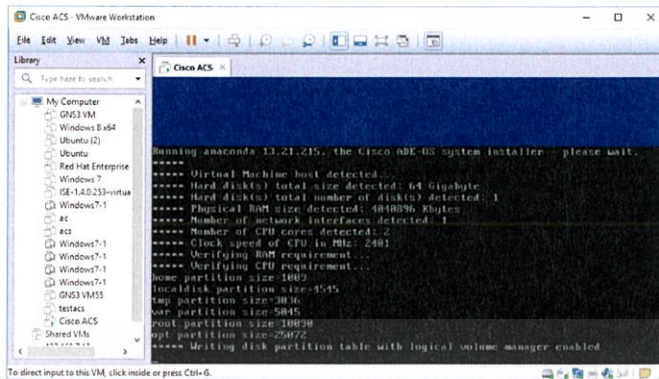 Cisco ACS - VMware Workstation
File Edit View VM Tabs Help
Library
Type here to search
My Computer
GNS3 VM
Windows 8 x64
Ubuntu (2)
Ubuntu
Red Hat Enterprise
Windows 7
ISE-1.4.0.253-virtua
Windows7-1
ac
acs
Windows7-1
Windows7-1
Windows7-1
Windows7-1
GNS3 VM55
testacs
Cisco ACS
Shared VMs
Cisco ACS
Running anaconda 13.21.215, the Cisco ADE-OS system installer - please wait.
*****
***** Virtual Machine host detected...
***** Hard disk(s) total size detected: 64 Gigabyte
***** Hard disk(s) total number of disk(s) detected: 1
***** Physical RAM size detected: 4040896 Kbytes
***** Number of network interfaces detected: 1
***** Number of CPU cores detected: 2
***** Clock speed of CPU in MHz: 2401
***** Verifying RAM requirement...
***** Verifying CPU requirement...
home partition size=1009
localdisk partition size=4545
tmp partition size=3036
var partition size=5045
root partition size=10090
opt partition size=25072
***** Writing disk partition table with logical volume manager enabled
To direct input to this VM, click inside or press Ctrl+G.